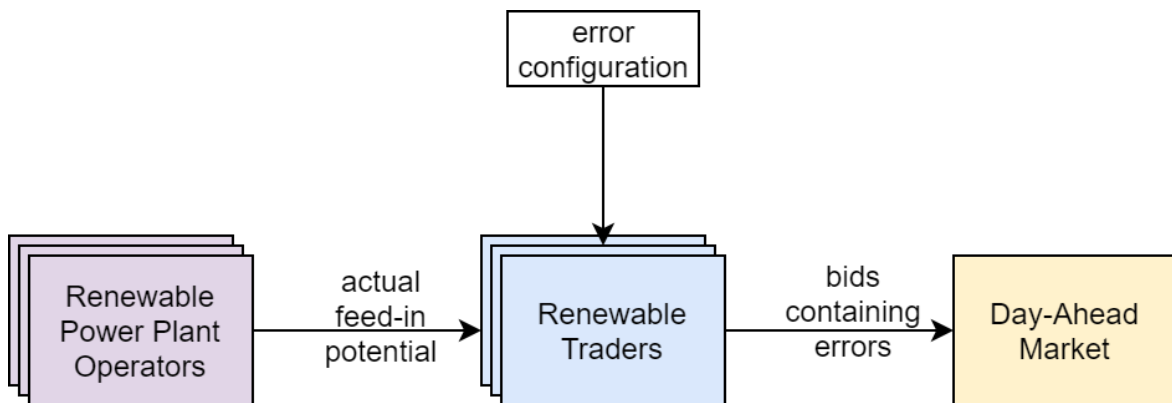 error
configuration
Renewable
Power Plant
Operators
actual
feed-in
potential
Renewable
Traders
bids
containing
errors
Day-Ahead
Market